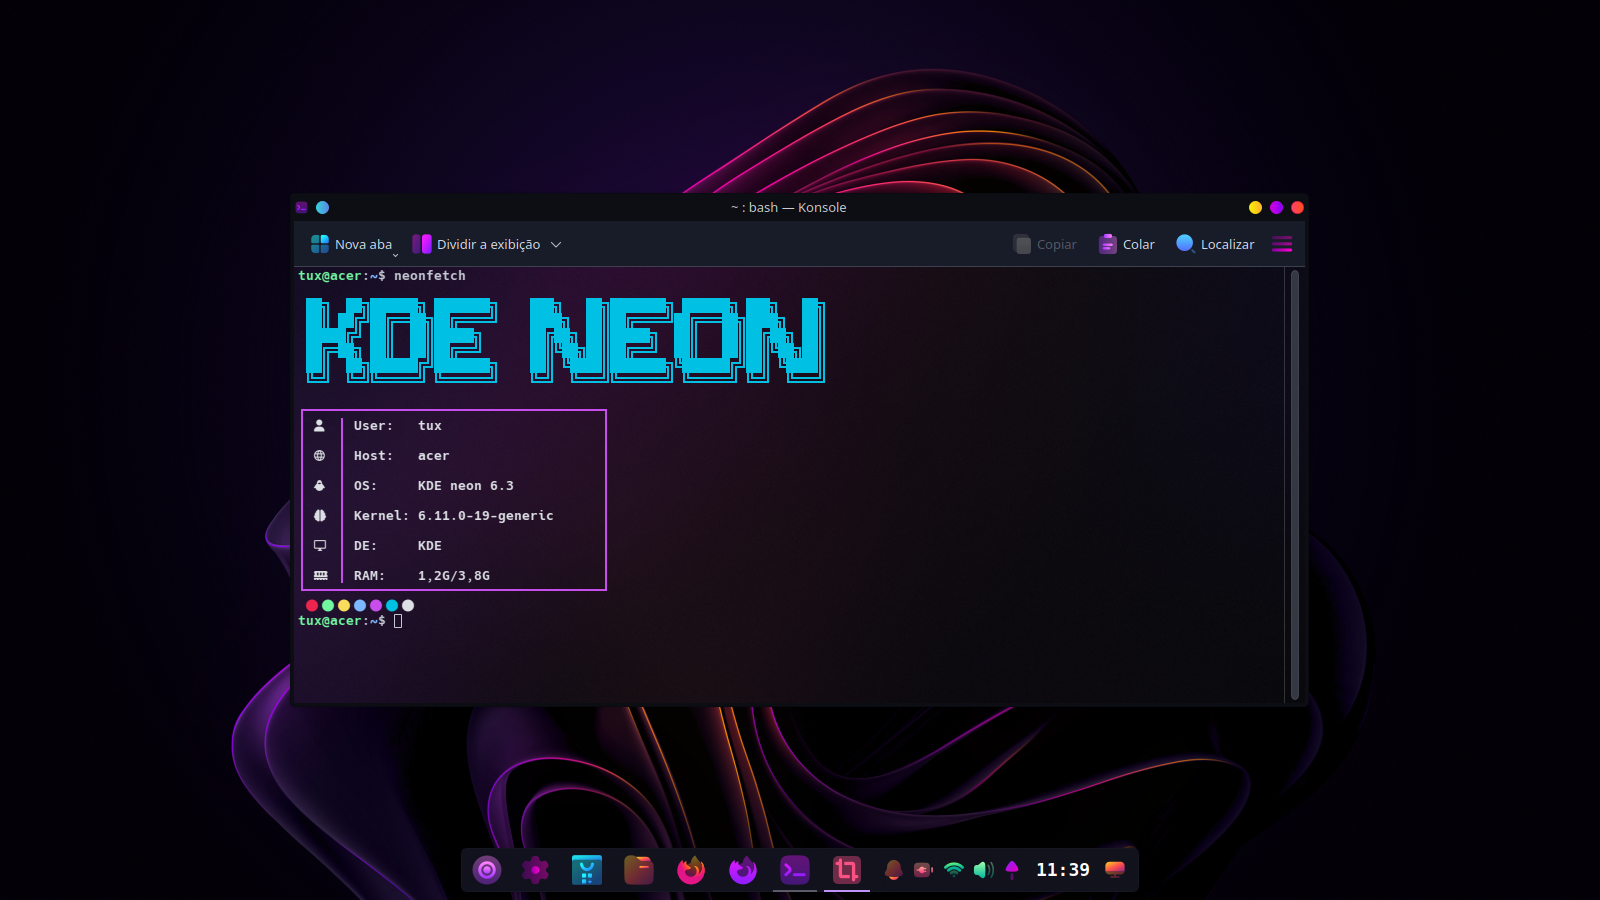 ~ : bash — Konsole
Nova aba
Dividir a exibição
Copiar
Colar
Localizar
tux@acer:~$ neonfetch
KDE NEON
User: tux
Host: acer
OS: KDE neon 6.3
Kernel: 6.11.0-19-generic
DE: KDE
RAM: 1,2G/3,8G
tux@acer:~$
11:39